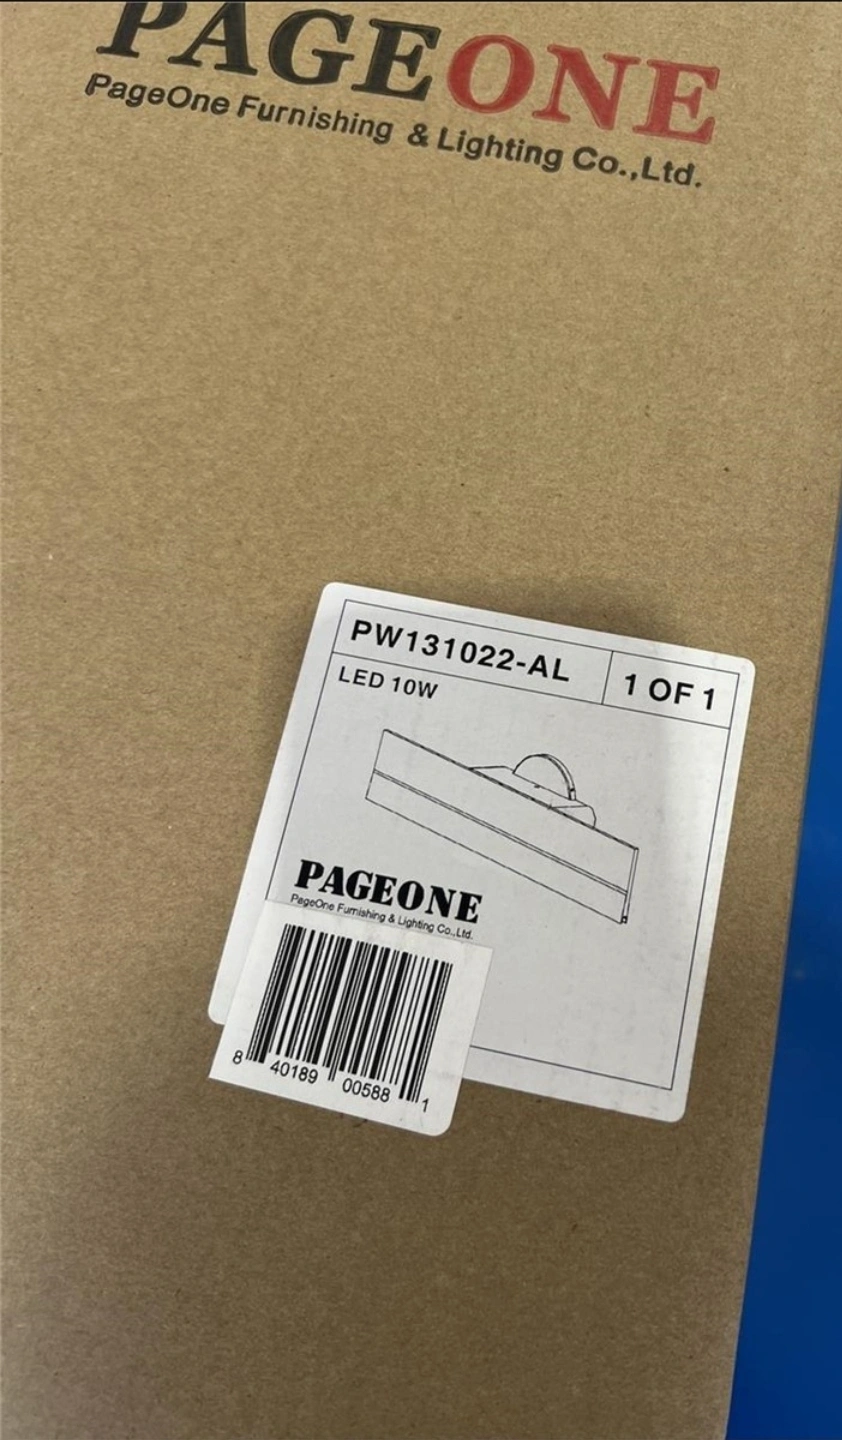 PAGEONE
PageOne Furnishing & Lighting Co.,Ltd.
PW131022-AL
1 OF 1
LED 10W
PAGEONE
PageOne Furnishing & Lighting Co.,Ltd.
8 40189 00588 1